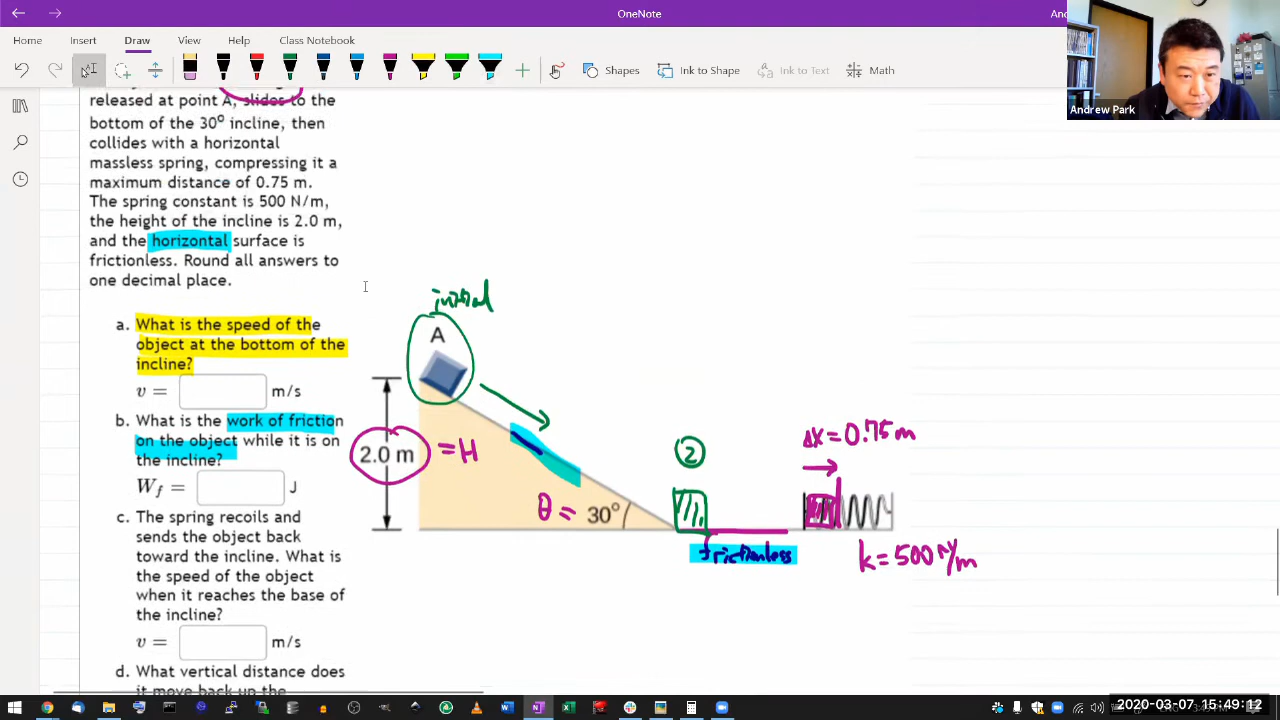 OneNote
Home Insert Draw View Help Class Notebook
Shapes Ink to Shape Ink to Text Math
Andrew Park
released at point A, slides to the
bottom of the 30° incline, then
collides with a horizontal
massless spring, compressing it a
maximum distance of 0.75 m.
The spring constant is 500 N/m,
the height of the incline is 2.0 m,
and the horizontal surface is
frictionless. Round all answers to
one decimal place.
a. What is the speed of the
object at the bottom of the
incline?
v = m/s
b. What is the work of friction
on the object while it is on
the incline?
Wf = J
c. The spring recoils and
sends the object back
toward the incline. What is
the speed of the object
when it reaches the base of
the incline?
v = m/s
d. What vertical distance does
it move back up the
initial
A
2.0 m = H
θ = 30°
2
Δx = 0.75 m
frictionless
k = 500 N/m
2020-03-07 15:49:12